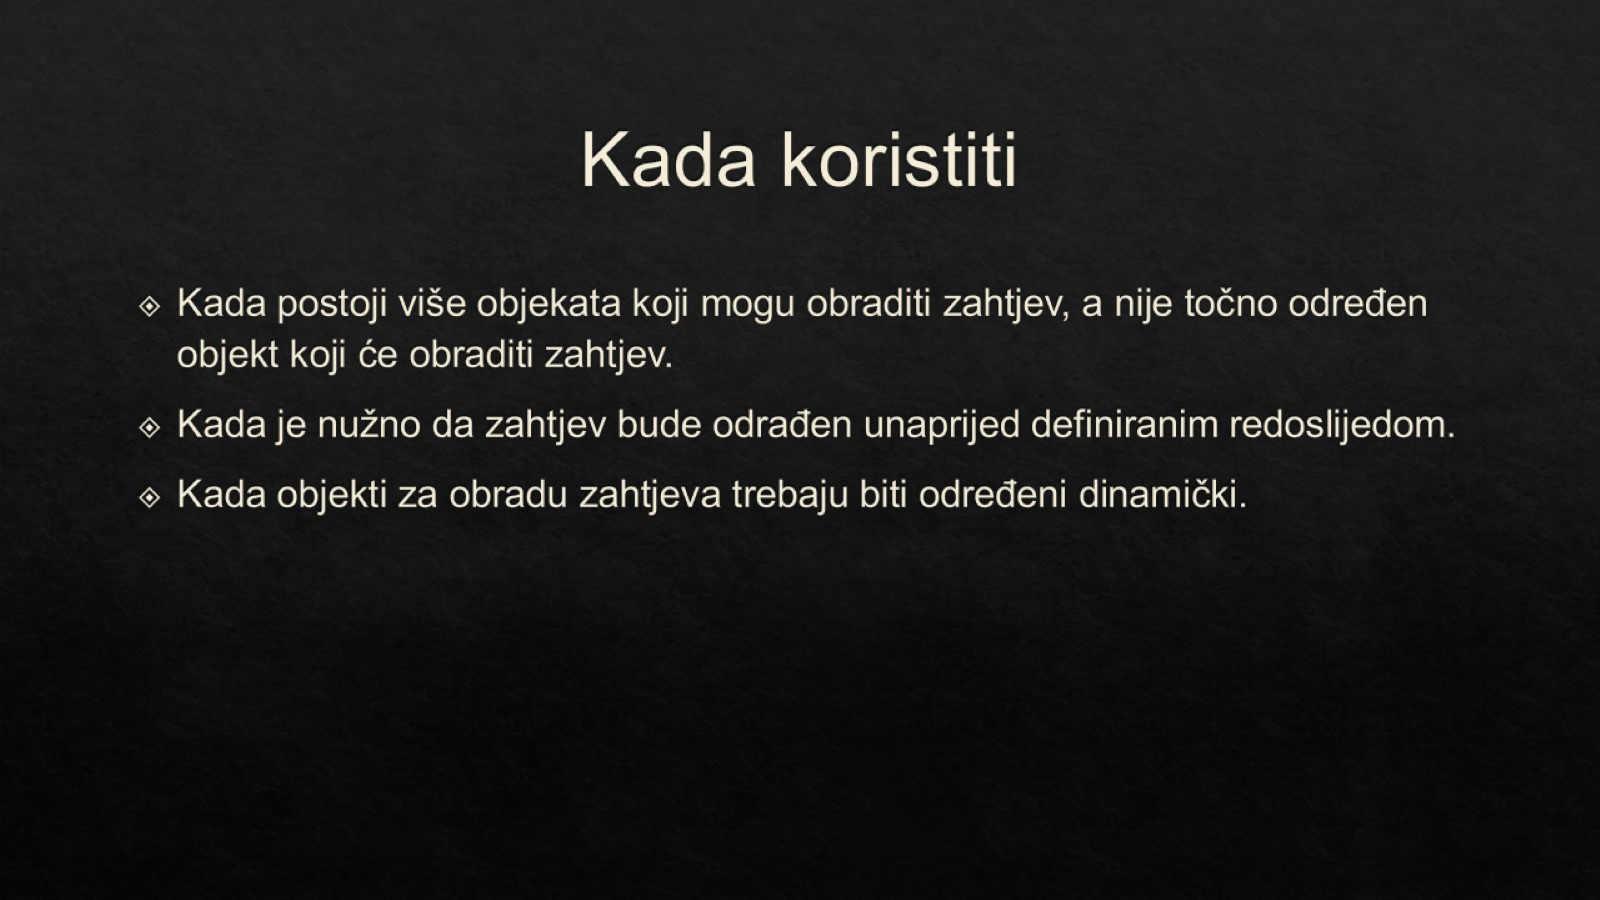 Kada koristiti
Kada postoji više objekata koji mogu obraditi zahtjev, a nije točno određen
objekt koji će obraditi zahtjev.
Kada je nužno da zahtjev bude odrađen unaprijed definiranim redoslijedom.
Kada objekti za obradu zahtjeva trebaju biti određeni dinamički.